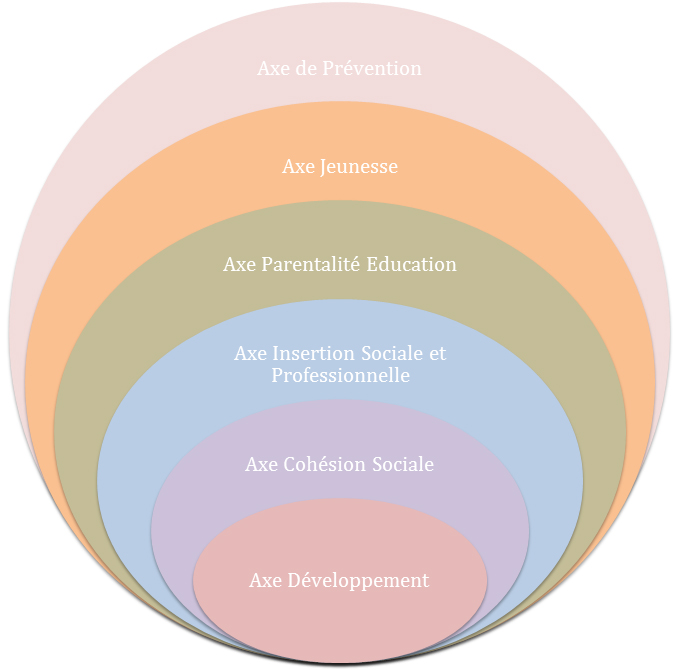 Axe de Prévention
Axe Jeunesse
Axe Parentalité Education
Axe Insertion Sociale et
Professionnelle
Axe Cohésion Sociale
Axe Développement